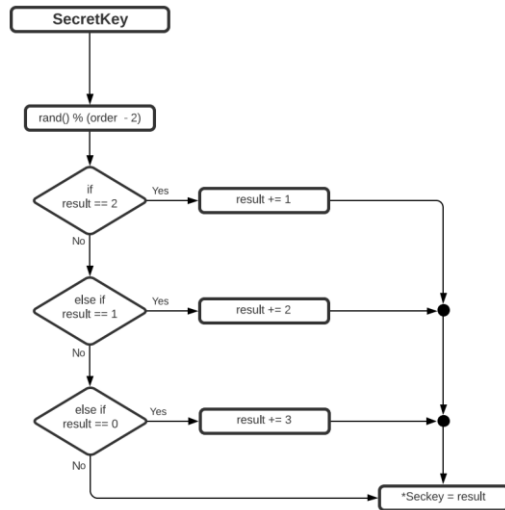 SecretKey
rand() % (order - 2)
if
result == 2
Yes
result += 1
No
else if
result == 1
Yes
result += 2
No
else if
result == 0
Yes
result += 3
No
*Seckey = result